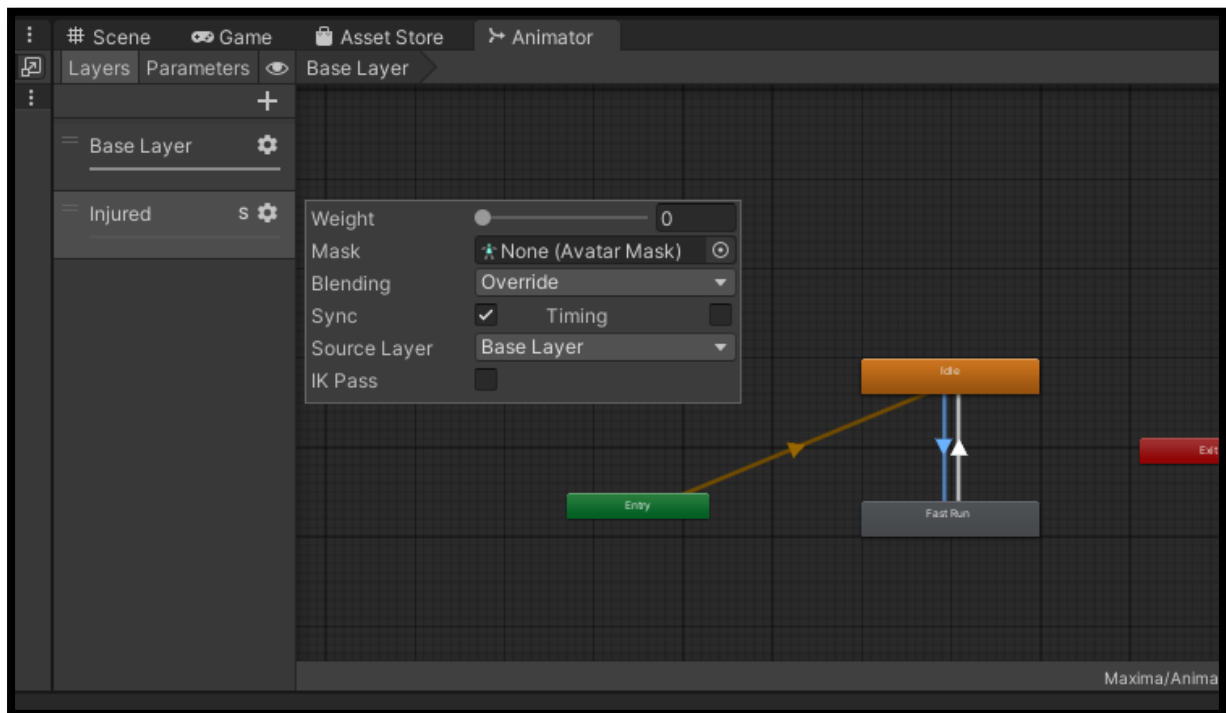 Scene Game Asset Store Animator
Layers Parameters Base Layer
Base Layer
Injured S
Weight 0
Mask None (Avatar Mask)
Blending Override
Sync Timing
Source Layer Base Layer
IK Pass
Idle
Exit
Entry
Fast Run
Maxima/Anima